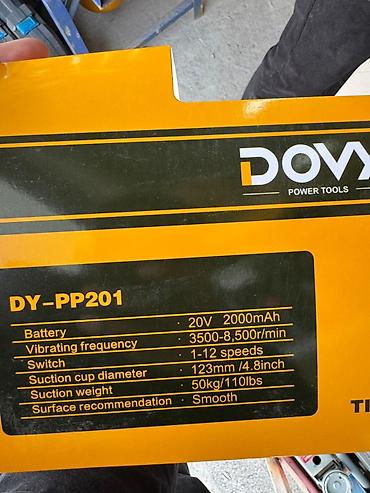 DOVY
POWER TOOLS
DY-PP201
Battery · 20V 2000mAh
Vibrating frequency · 3500-8,500r/min
Switch · 1-12 speeds
Suction cup diameter · 123mm /4.8inch
Suction weight · 50kg/110lbs
Surface recommendation · Smooth